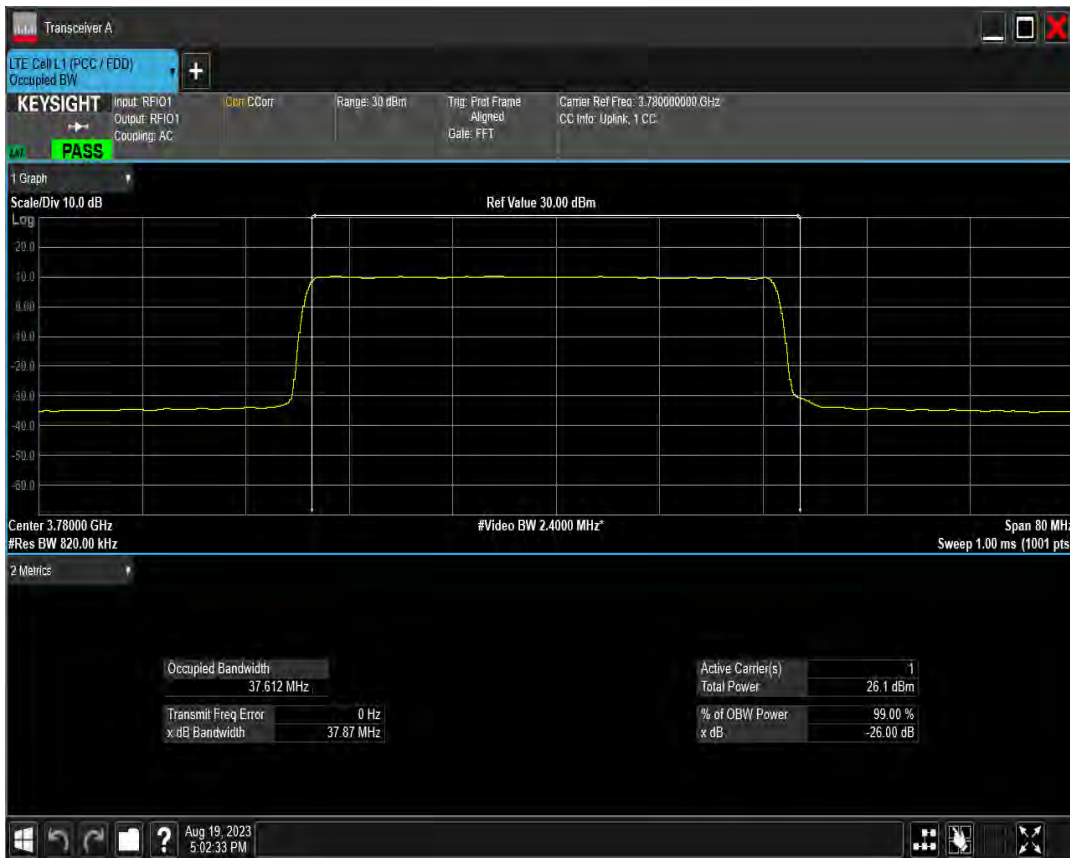 Transceiver A
LTE Cell L1 (PCC / FDD)
Occupied BW
+
KEYSIGHT
PASS
Input: RFIO1
Output: RFIO1
Coupling: AC
Corr CCorr
Range: 30 dBm
Trig: Prot Frame
Aligned
Gate: FFT
Carrier Ref Freq: 3.780000000 GHz
CC Info: Uplink, 1 CC
1 Graph
Scale/Div 10.0 dB
Ref Value 30.00 dBm
Log
20.0
10.0
0.00
-10.0
-20.0
-30.0
-40.0
-50.0
-60.0
Center 3.78000 GHz
#Video BW 2.4000 MHz*
Span 80 MHz
#Res BW 820.00 kHz
Sweep 1.00 ms (1001 pts
2 Metrics
Occupied Bandwidth
37.612 MHz
Transmit Freq Error 0 Hz
x dB Bandwidth 37.87 MHz
Active Carrier(s) 1
Total Power 26.1 dBm
% of OBW Power 99.00 %
x dB -26.00 dB
?
Aug 19, 2023
5:02:33 PM